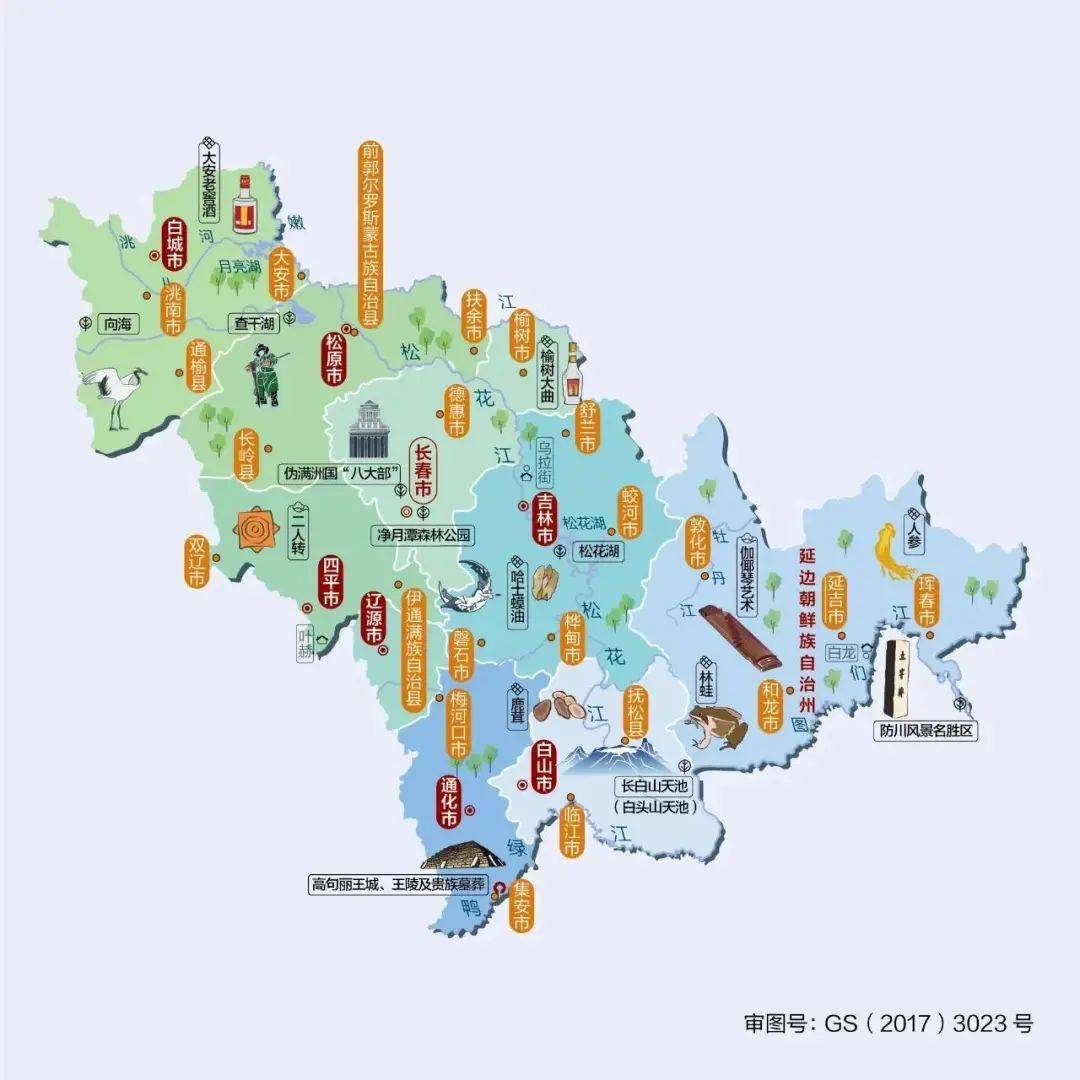 大安老窖酒
前郭尔罗斯蒙古族自治县
嫩
洮
河
儿
白城市
月亮湖
大安市
洮南市
向海
查干湖
扶余市
江
榆树市
通榆县
松原市
松
榆树大曲
德惠市
花
舒兰市
长岭县
江
乌拉街
伪满洲国“八大部”
长春市
吉林市
蛟河市
松花湖
净月潭森林公园
松花湖
二人转
双辽市
四平市
敦化市
牡
丹
江
伽倻琴艺术
延边朝鲜族自治州
人参
延吉市
珲春市
江
哈士蟆油
辽源市
伊通满族自治县
叶赫
磐石市
桦甸市
松
花
江
白龙
们
图
土字牌
防川风景名胜区
林蛙
和龙市
梅河口市
鹿茸
抚松县
白山市
长白山天池
（白头山天池）
通化市
临江市
江
绿
鸭
高句丽王城、王陵及贵族墓葬
集安市
审图号：GS（2017）3023 号